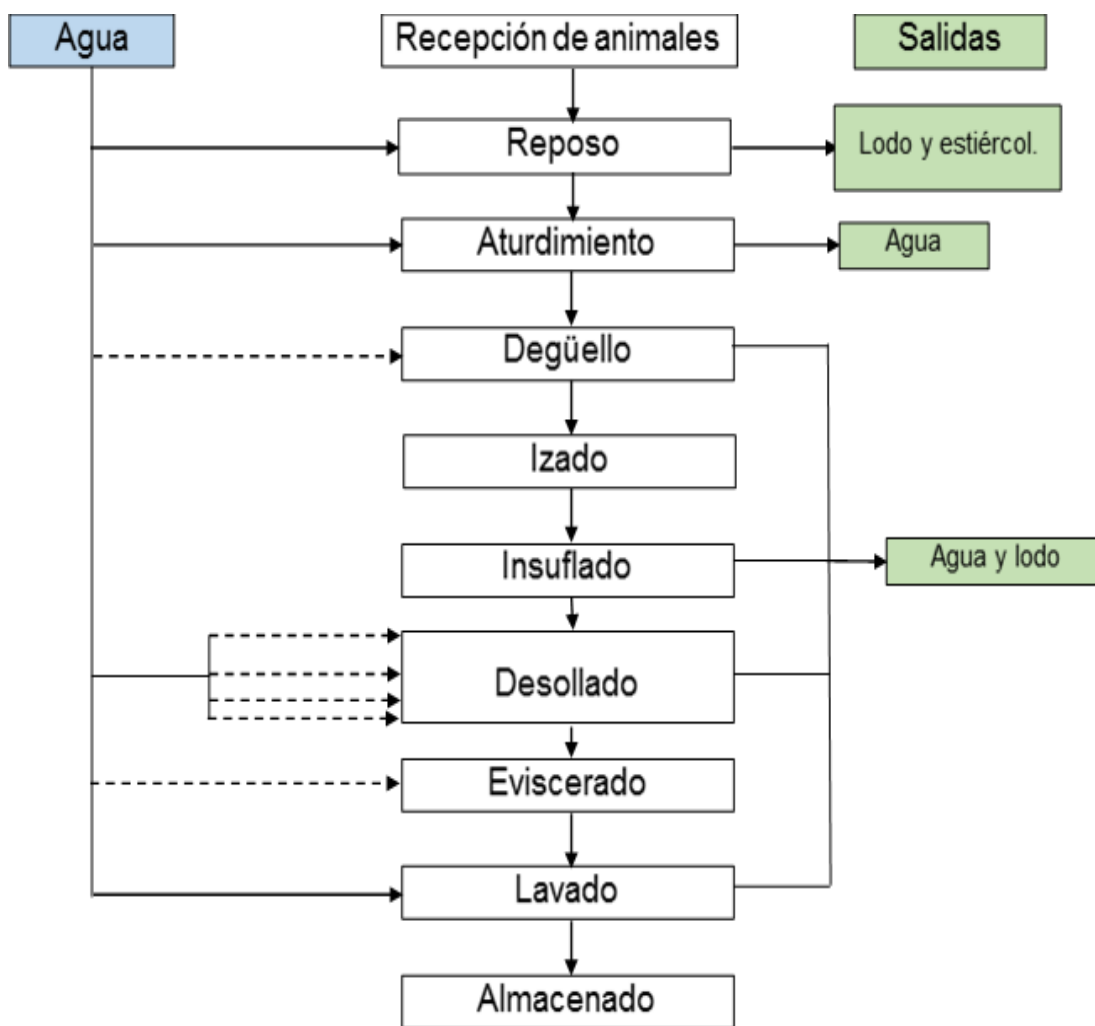 Agua
Recepción de animales
Salidas
Reposo
Lodo y estiércol.
Aturdimiento
Agua
Degüello
Izado
Insuflado
Agua y lodo
Desollado
Eviscerado
Lavado
Almacenado